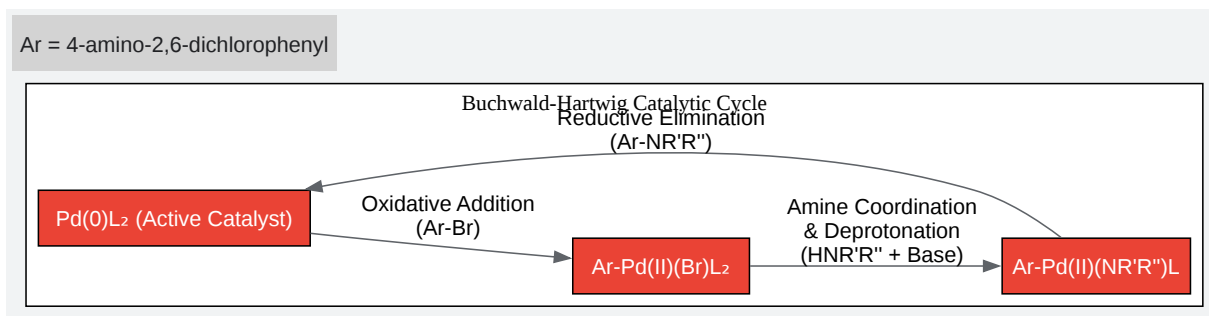 Ar = 4-amino-2,6-dichlorophenyl
Buchwald-Hartwig Catalytic Cycle
Reductive Elimination
(Ar-NR'R'')
Pd(0)L₂ (Active Catalyst)
Oxidative Addition
(Ar-Br)
Ar-Pd(II)(Br)L₂
Amine Coordination
& Deprotonation
(HNR'R'' + Base)
Ar-Pd(II)(NR'R'')L